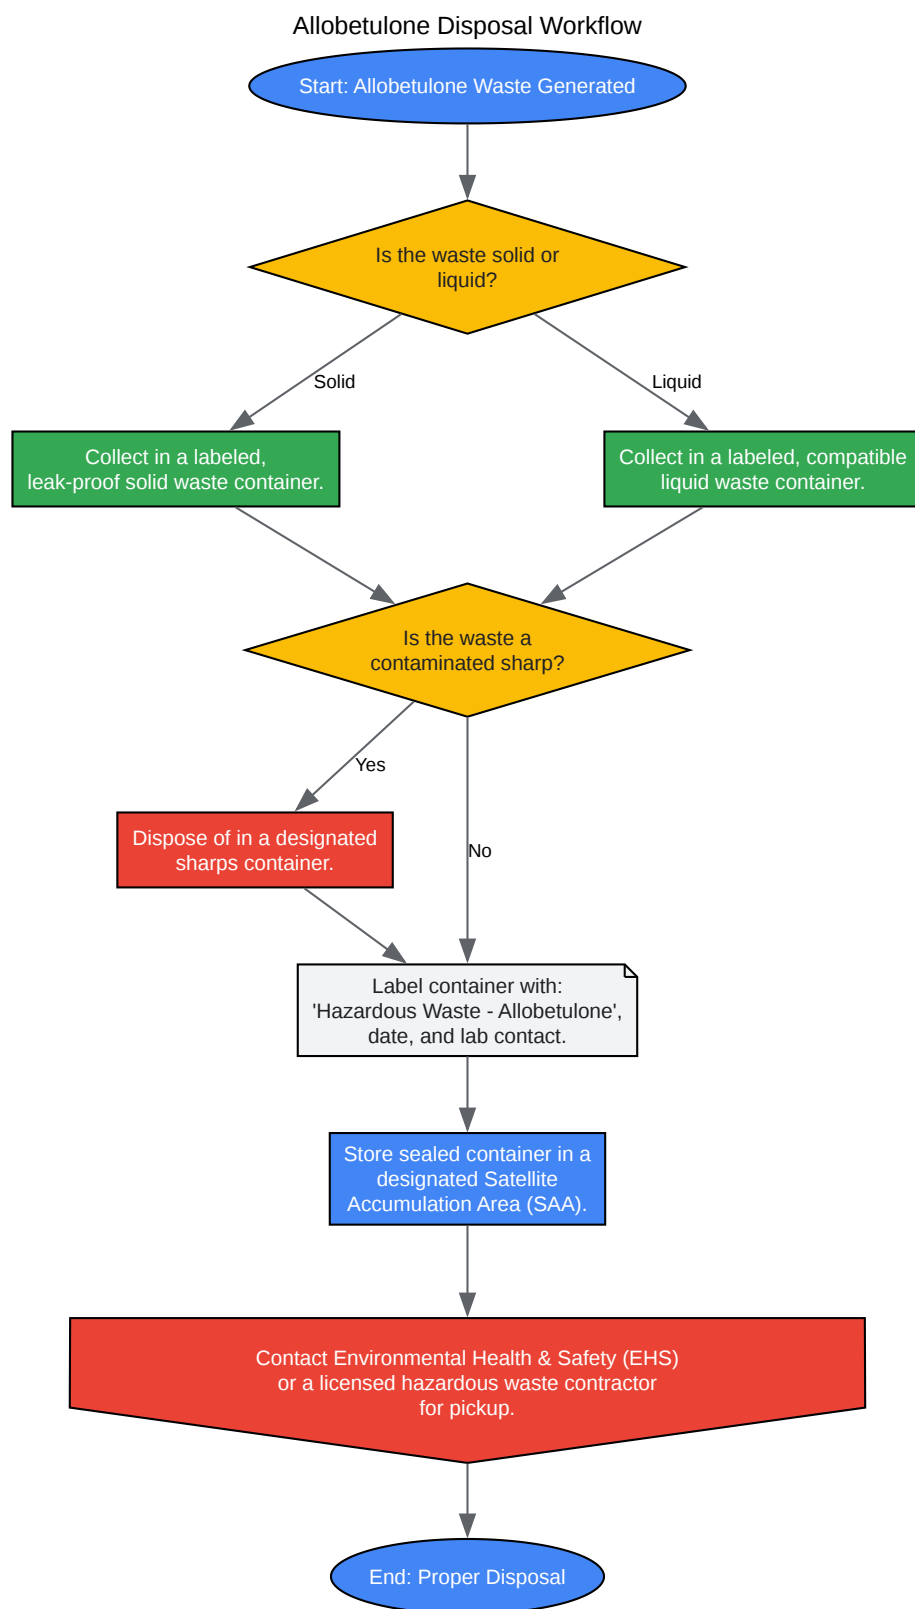 Allobetulone Disposal Workflow
Start: Allobetulone Waste Generated
Is the waste solid or
liquid?
Solid
Liquid
Collect in a labeled,
leak-proof solid waste container.
Collect in a labeled, compatible
liquid waste container.
Is the waste a
contaminated sharp?
Yes
Dispose of in a designated
sharps container.
No
Label container with:
'Hazardous Waste - Allobetulone',
date, and lab contact.
Store sealed container in a
designated Satellite
Accumulation Area (SAA).
Contact Environmental Health & Safety (EHS)
or a licensed hazardous waste contractor
for pickup.
End: Proper Disposal